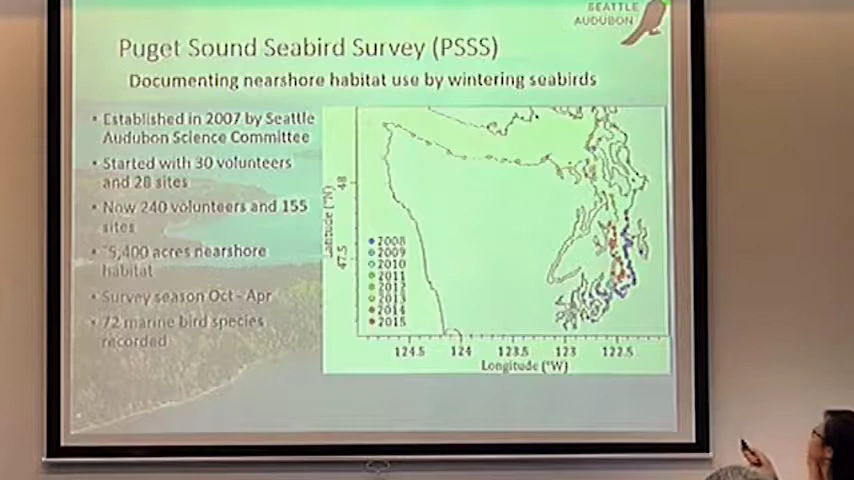 SEATTLE
AUDUBON
Puget Sound Seabird Survey (PSSS)
Documenting nearshore habitat use by wintering seabirds
• Established in 2007 by Seattle
Audubon Science Committee
• Started with 30 volunteers
and 28 sites
• Now 240 volunteers and 155
sites
• ~5,400 acres nearshore
habitat
• Survey season Oct - Apr
• 72 marine bird species
recorded
Latitude (°N)
48
47.5
2008
2009
2010
2011
2012
2013
2014
2015
124.5 124 123.5 123 122.5
Longitude (°W)